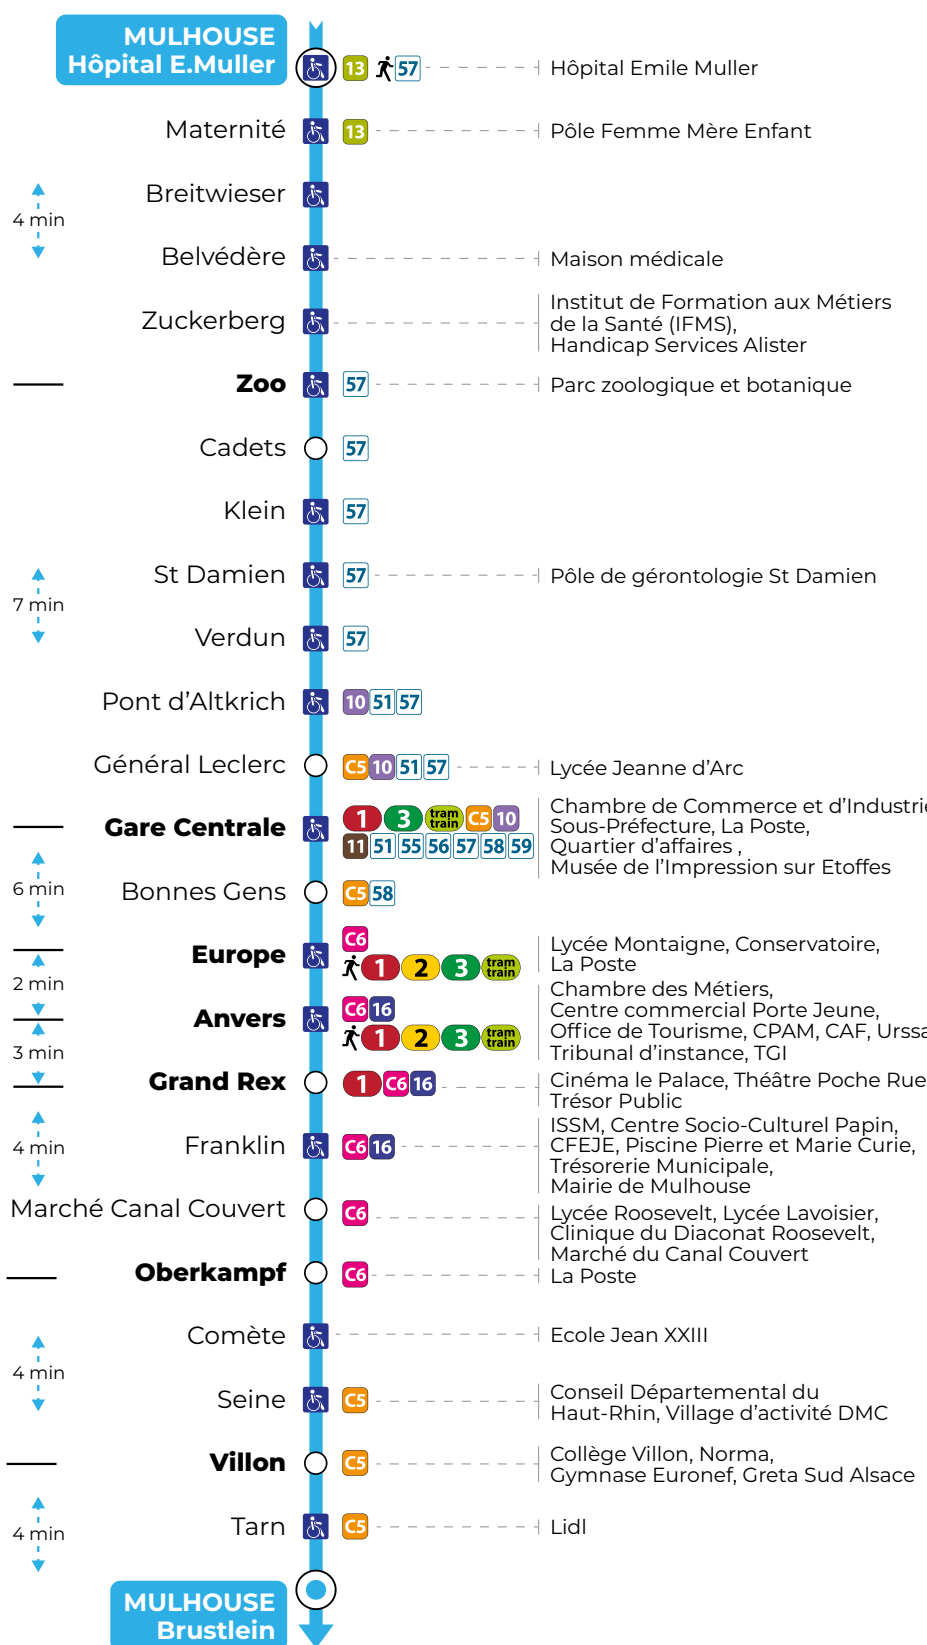 MULHOUSE
Hôpital E.Muller
13 57
Hôpital Emile Muller
Maternité
13
Pôle Femme Mère Enfant
Breitwieser
4 min
Belvédère
Maison médicale
Zuckerberg
Institut de Formation aux Métiers
de la Santé (IFMS),
Handicap Services Alister
Zoo
57
Parc zoologique et botanique
Cadets
57
Klein
57
St Damien
57
Pôle de gérontologie St Damien
7 min
Verdun
57
Pont d’Altkrich
10 51 57
Général Leclerc
C5 10 51 57
Lycée Jeanne d’Arc
Gare Centrale
1 3 tram train C5 10
11 51 55 56 57 58 59
Chambre de Commerce et d’Industrie
Sous-Préfecture, La Poste,
Quartier d’affaires ,
Musée de l’Impression sur Etoffes
6 min
Bonnes Gens
C5 58
Europe
C6
1 2 3 tram train
Lycée Montaigne, Conservatoire,
La Poste
2 min
Anvers
C6 16
1 2 3 tram train
Chambre des Métiers,
Centre commercial Porte Jeune,
Office de Tourisme, CPAM, CAF, Urssa
Tribunal d’instance, TGI
3 min
Grand Rex
1 C6 16
Cinéma le Palace, Théâtre Poche Rue
Trésor Public
4 min
Franklin
C6 16
ISSM, Centre Socio-Culturel Papin,
CFEJE, Piscine Pierre et Marie Curie,
Trésorerie Municipale,
Mairie de Mulhouse
Marché Canal Couvert
C6
Lycée Roosevelt, Lycée Lavoisier,
Clinique du Diaconat Roosevelt,
Marché du Canal Couvert
Oberkampf
C6
La Poste
Comète
Ecole Jean XXIII
4 min
Seine
C5
Conseil Départemental du
Haut-Rhin, Village d’activité DMC
Villon
C5
Collège Villon, Norma,
Gymnase Euronef, Greta Sud Alsace
4 min
Tarn
C5
Lidl
MULHOUSE
Brustlein